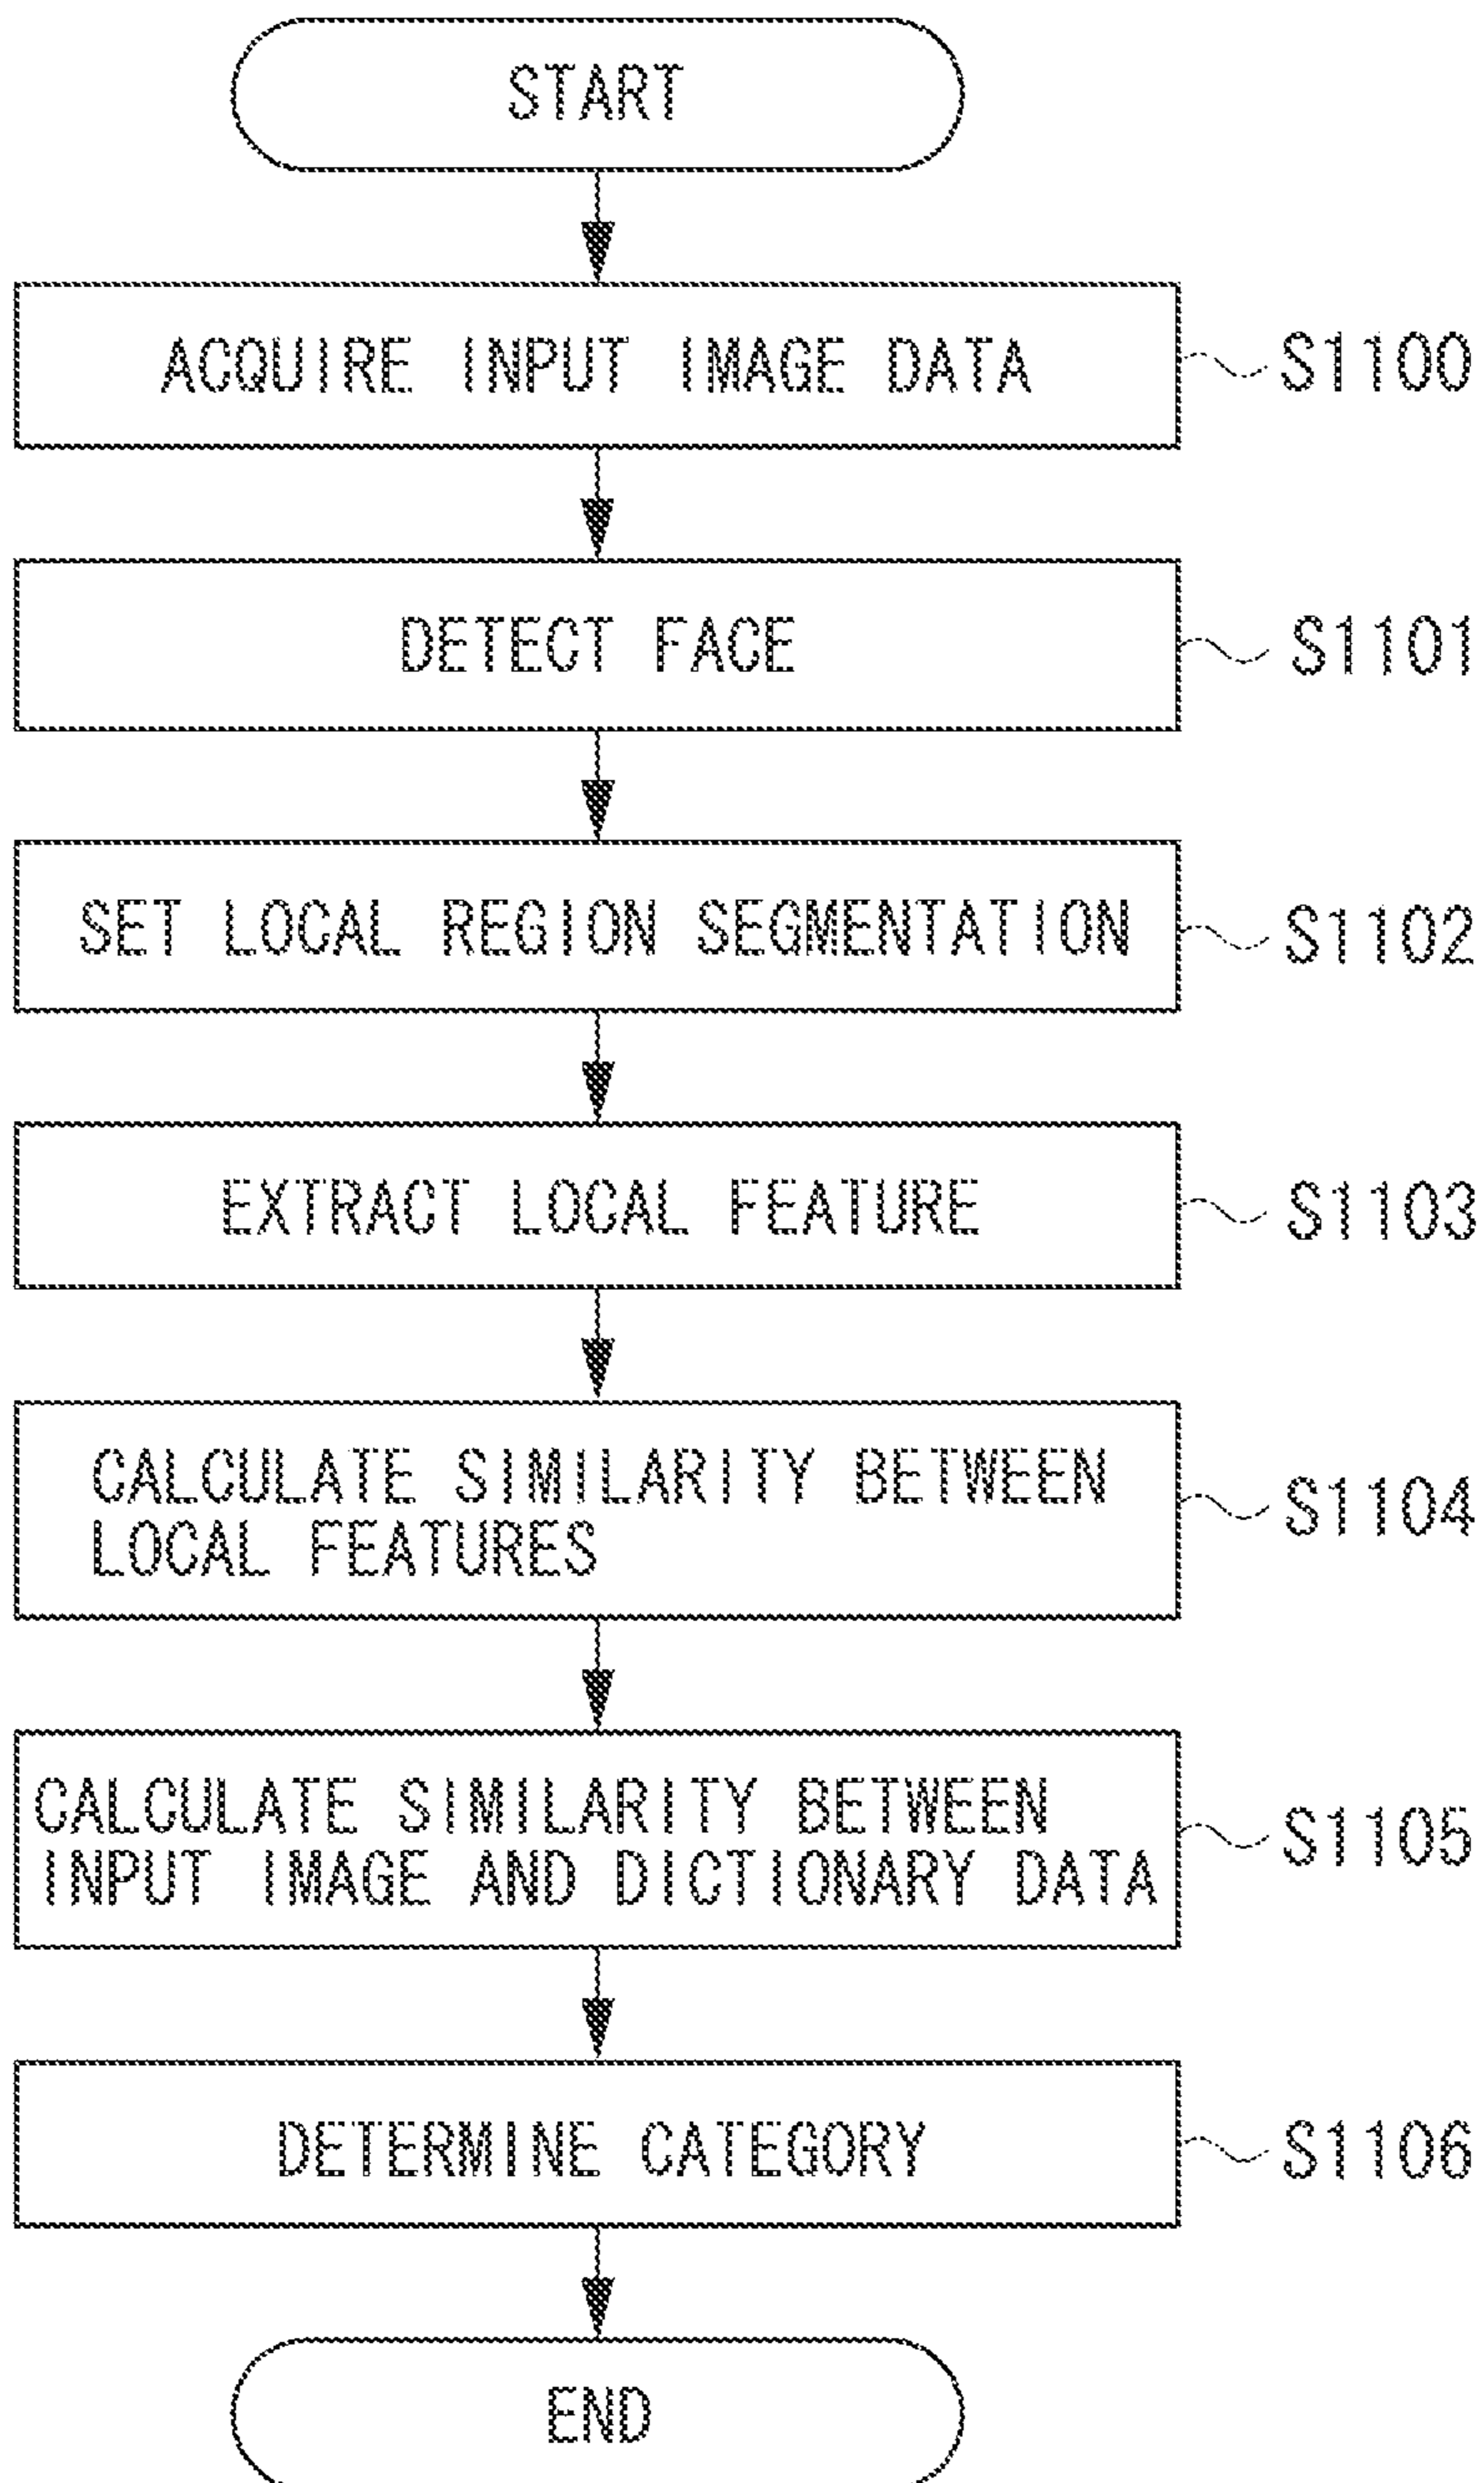 START
ACQUIRE INPUT IMAGE DATA
S1100
DETECT FACE
S1101
SET LOCAL REGION SEGMENTATION
S1102
EXTRACT LOCAL FEATURE
S1103
CALCULATE SIMILARITY BETWEEN
LOCAL FEATURES
S1104
CALCULATE SIMILARITY BETWEEN
INPUT IMAGE AND DICTIONARY DATA
S1105
DETERMINE CATEGORY
S1106
END